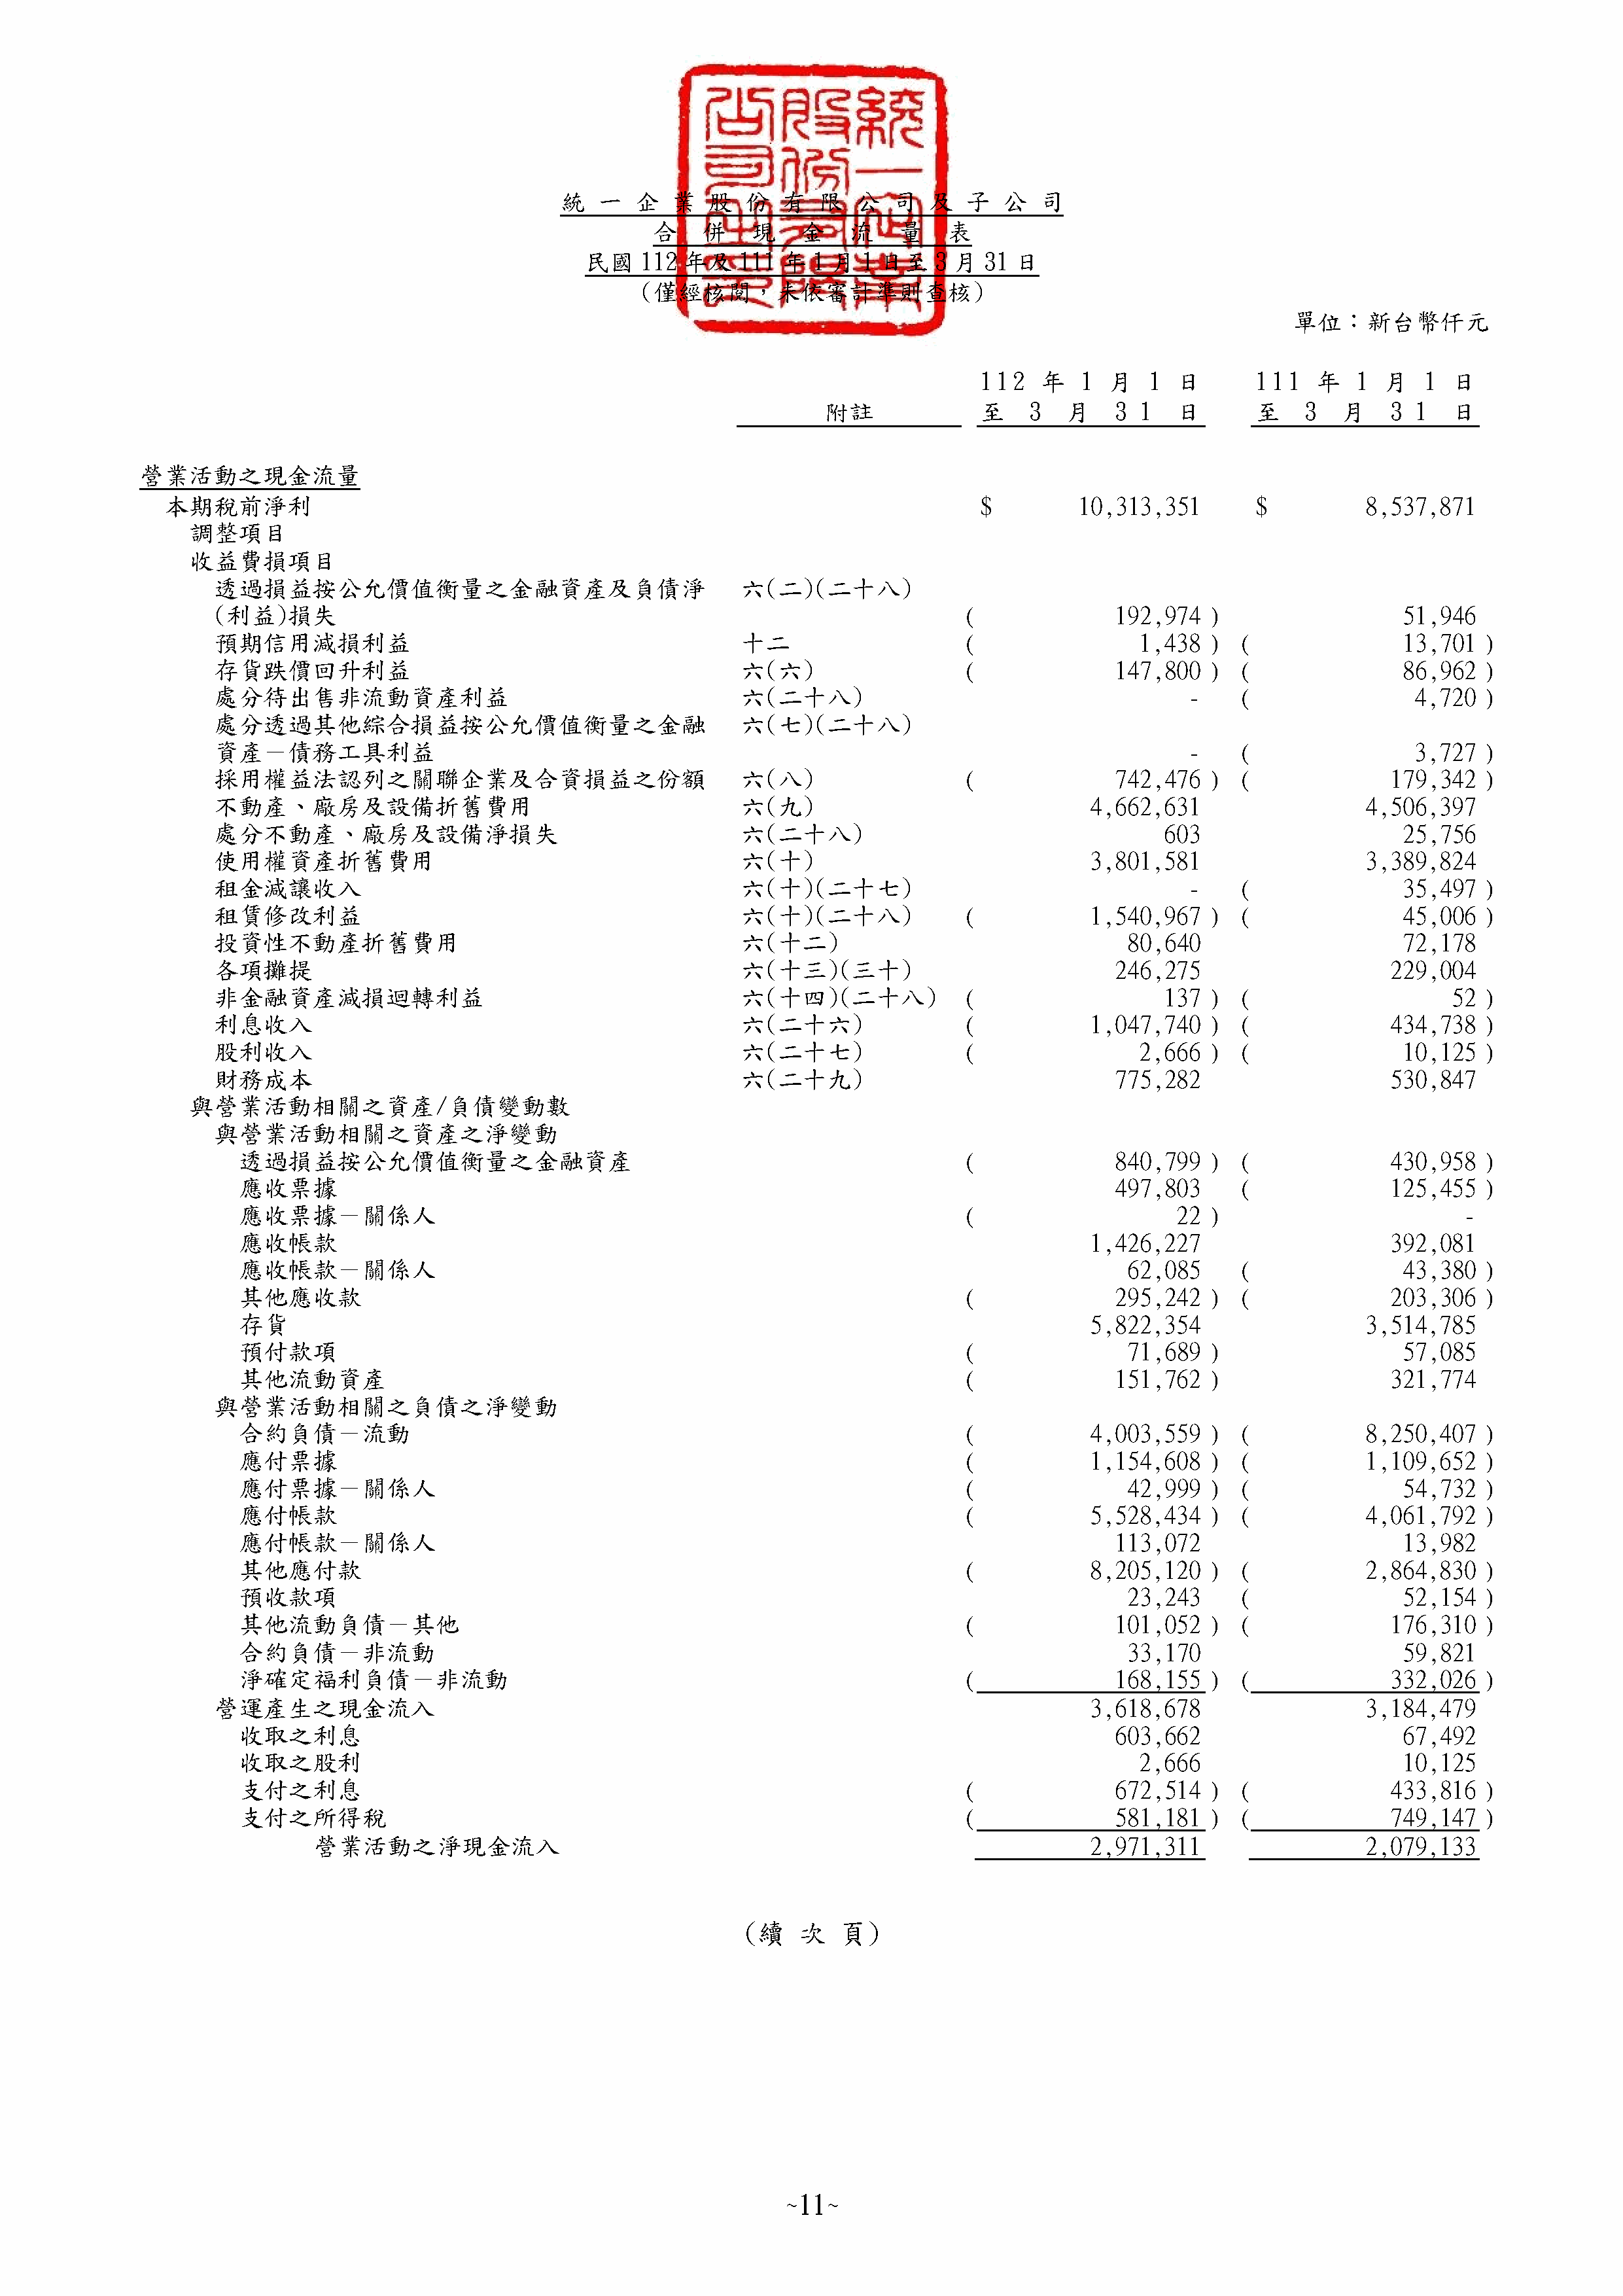 統一企業股份有限公司及子公司
合併現金流量表
民國112年及111年1月1日至3月31日
(僅經核閱,未依審計準則查核)
單位:新台幣仟元
112年1月1日 111年1月1日
附註 至3月31日 至3月31日
營業活動之現金流量
本期稅前淨利 $ 10,313,351 $ 8,537,871
調整項目
收益費損項目
透過損益按公允價值衡量之金融資產及負債淨 六(二)(二十八)
(利益)損失 ( 192,974 ) 51,946
預期信用減損利益 十二 ( 1,438 ) ( 13,701 )
存貨跌價回升利益 六(六) ( 147,800 ) ( 86,962 )
處分待出售非流動資產利益 六(二十八) - ( 4,720 )
處分透過其他綜合損益按公允價值衡量之金融 六(七)(二十八)
資產-債務工具利益 - ( 3,727 )
採用權益法認列之關聯企業及合資損益之份額 六(八) ( 742,476 ) ( 179,342 )
不動產、廠房及設備折舊費用 六(九) 4,662,631 4,506,397
處分不動產、廠房及設備淨損失 六(二十八) 603 25,756
使用權資產折舊費用 六(十) 3,801,581 3,389,824
租金減讓收入 六(十)(二十七) - ( 35,497 )
租賃修改利益 六(十)(二十八) ( 1,540,967 ) ( 45,006 )
投資性不動產折舊費用 六(十二) 80,640 72,178
各項攤提 六(十三)(三十) 246,275 229,004
非金融資產減損迴轉利益 六(十四)(二十八) ( 137 ) ( 52 )
利息收入 六(二十六) ( 1,047,740 ) ( 434,738 )
股利收入 六(二十七) ( 2,666 ) ( 10,125 )
財務成本 六(二十九) 775,282 530,847
與營業活動相關之資產/負債變動數
與營業活動相關之資產之淨變動
透過損益按公允價值衡量之金融資產 ( 840,799 ) ( 430,958 )
應收票據 497,803 ( 125,455 )
應收票據-關係人 ( 22 ) -
應收帳款 1,426,227 392,081
應收帳款-關係人 62,085 ( 43,380 )
其他應收款 ( 295,242 ) ( 203,306 )
存貨 5,822,354 3,514,785
預付款項 ( 71,689 ) 57,085
其他流動資產 ( 151,762 ) 321,774
與營業活動相關之負債之淨變動
合約負債-流動 ( 4,003,559 ) ( 8,250,407 )
應付票據 ( 1,154,608 ) ( 1,109,652 )
應付票據-關係人 ( 42,999 ) ( 54,732 )
應付帳款 ( 5,528,434 ) ( 4,061,792 )
應付帳款-關係人 113,072 13,982
其他應付款 ( 8,205,120 ) ( 2,864,830 )
預收款項 23,243 ( 52,154 )
其他流動負債-其他 ( 101,052 ) ( 176,310 )
合約負債-非流動 33,170 59,821
淨確定福利負債-非流動 ( 168,155 ) ( 332,026 )
營運產生之現金流入 3,618,678 3,184,479
收取之利息 603,662 67,492
收取之股利 2,666 10,125
支付之利息 ( 672,514 ) ( 433,816 )
支付之所得稅 ( 581,181 ) ( 749,147 )
營業活動之淨現金流入 2,971,311 2,079,133
(續次頁)
~11~